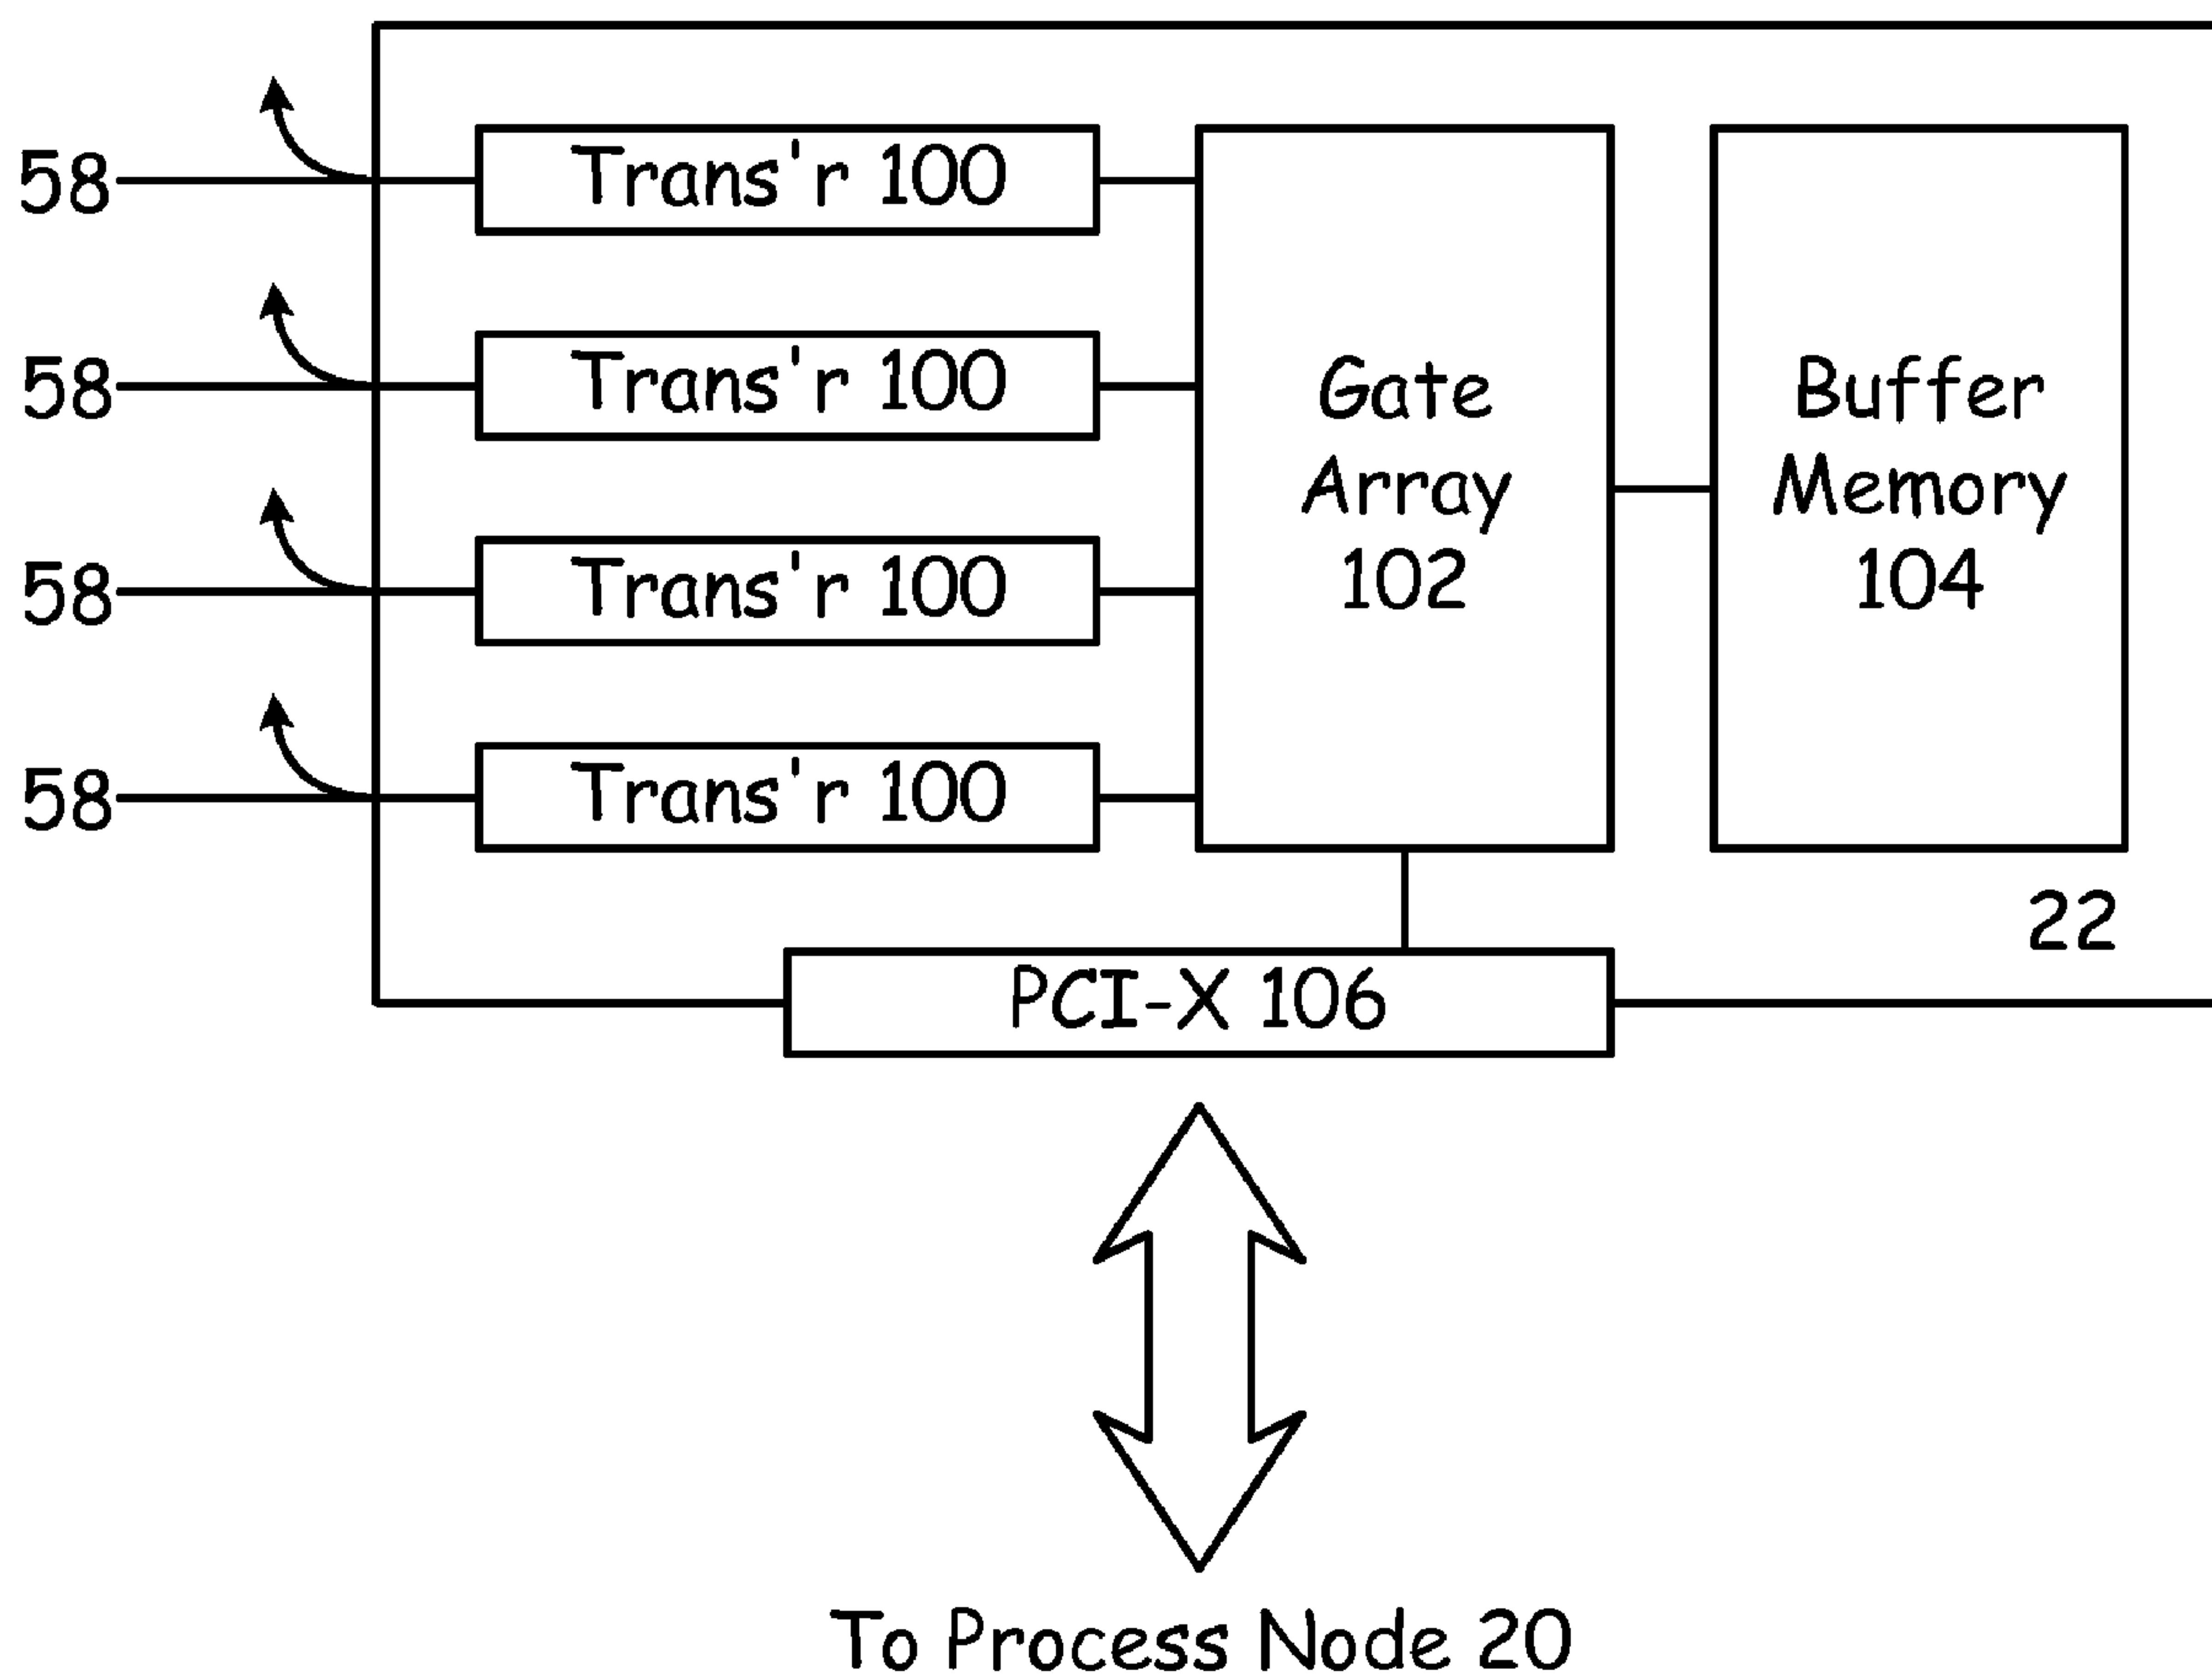 58
Trans'r 100
58
Trans'r 100
58
Trans'r 100
58
Trans'r 100
Gate
Array
102
Buffer
Memory
104
22
PCI-X 106
To Process Node 20